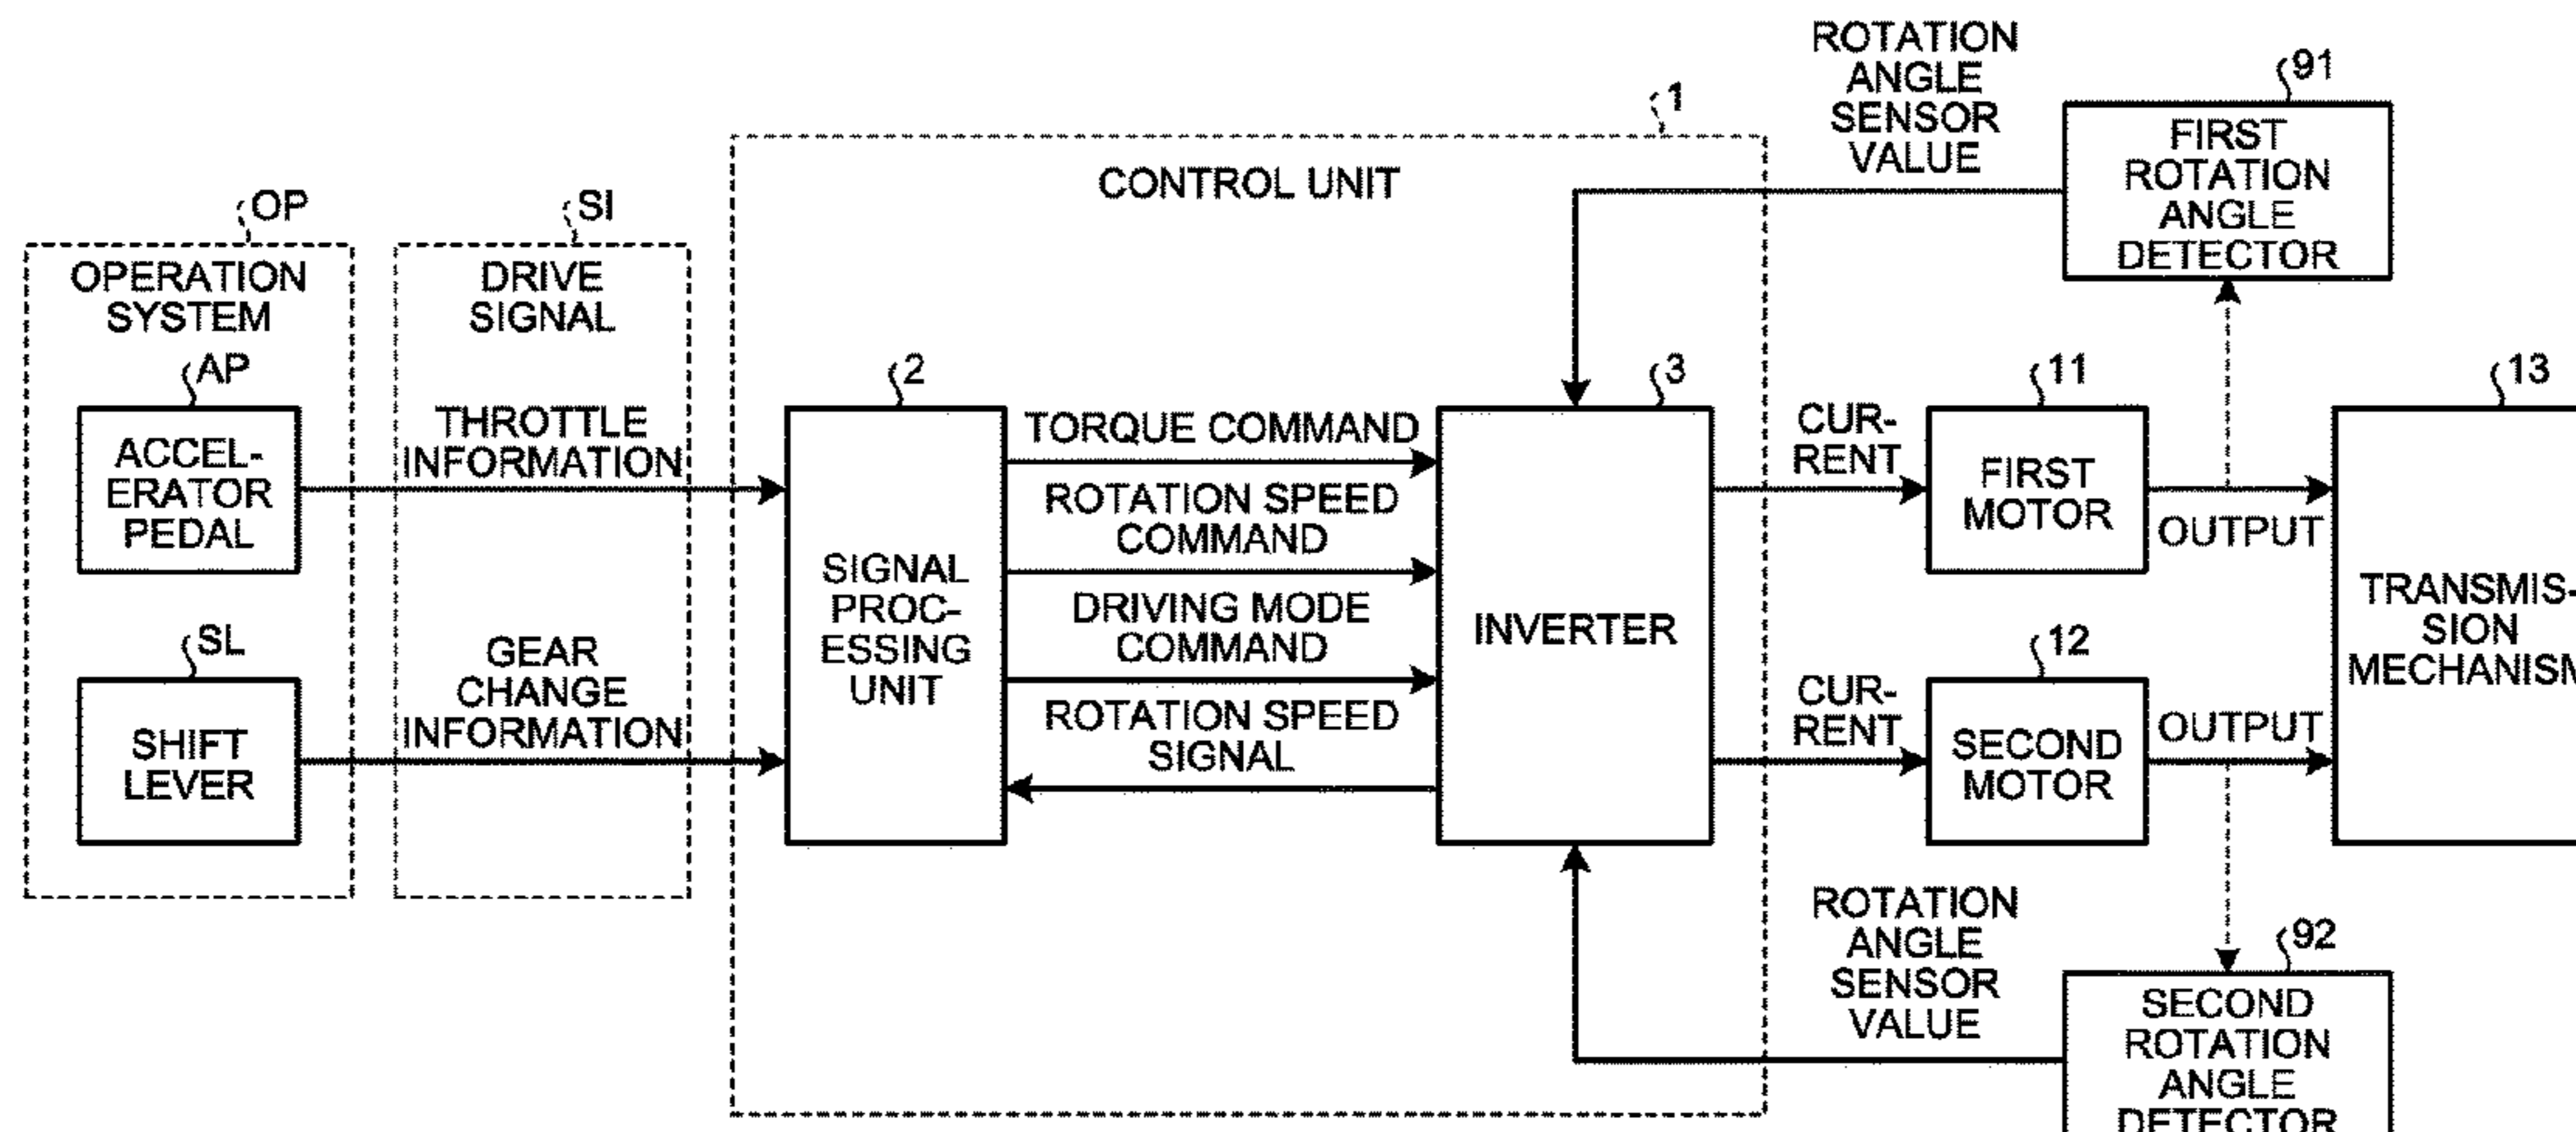 OP
OPERATION
SYSTEM
AP
ACCEL-
ERATOR
PEDAL
SL
SHIFT
LEVER
SI
DRIVE
SIGNAL
THROTTLE
INFORMATION
GEAR
CHANGE
INFORMATION
1
CONTROL UNIT
2
SIGNAL
PROC-
ESSING
UNIT
TORQUE COMMAND
ROTATION SPEED
COMMAND
DRIVING MODE
COMMAND
ROTATION SPEED
SIGNAL
3
INVERTER
ROTATION
ANGLE
SENSOR
VALUE
91
FIRST
ROTATION
ANGLE
DETECTOR
CUR-
RENT
11
FIRST
MOTOR
OUTPUT
CUR-
RENT
12
SECOND
MOTOR
OUTPUT
13
TRANSMIS-
SION
MECHANISM
ROTATION
ANGLE
SENSOR
VALUE
92
SECOND
ROTATION
ANGLE
DETECTOR